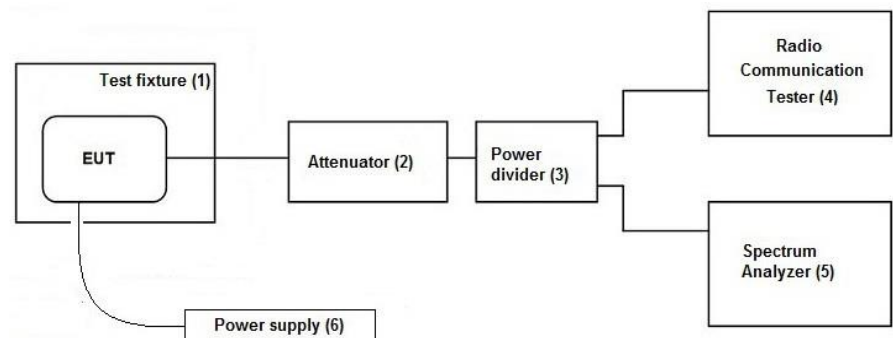 Test fixture (1)
EUT
Attenuator (2)
Power
divider (3)
Radio
Communication
Tester (4)
Spectrum
Analyzer (5)
Power supply (6)